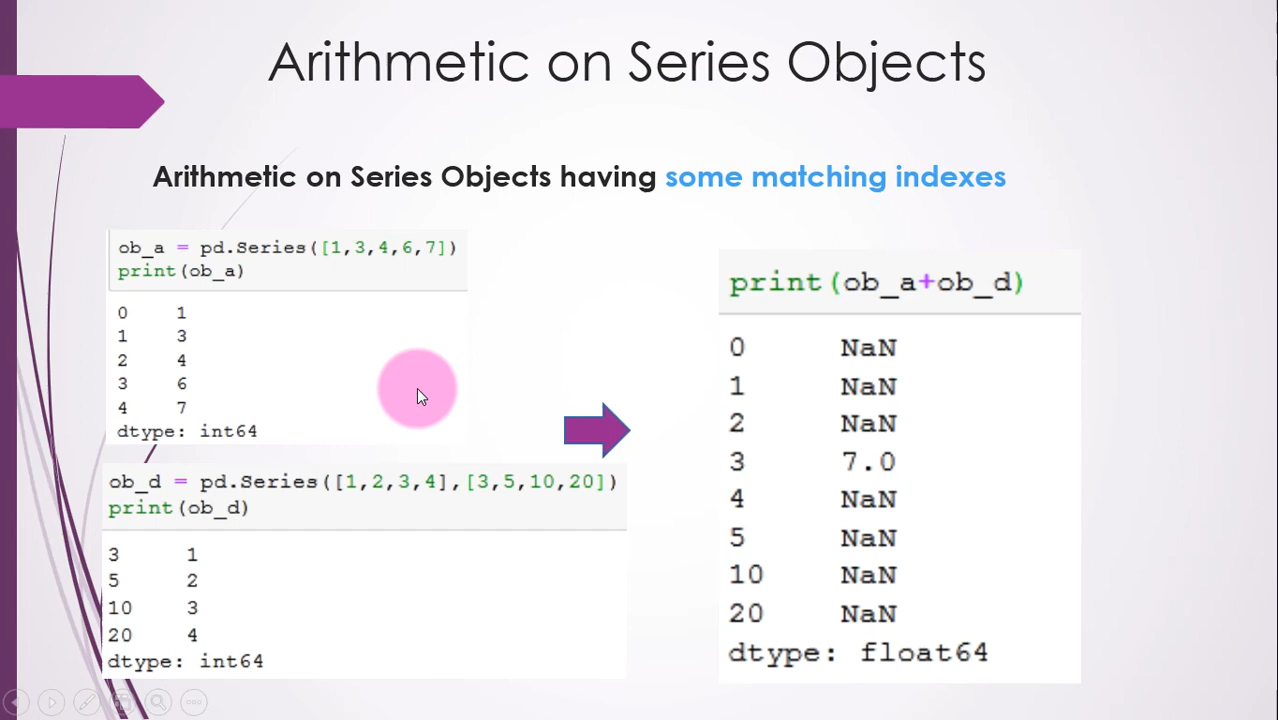 Arithmetic on Series Objects
Arithmetic on Series Objects having some matching indexes
ob_a = pd.Series([1,3,4,6,7])
print(ob_a)
0 1
1 3
2 4
3 6
4 7
dtype: int64
ob_d = pd.Series([1,2,3,4],[3,5,10,20])
print(ob_d)
3 1
5 2
10 3
20 4
dtype: int64
print(ob_a+ob_d)
0 NaN
1 NaN
2 NaN
3 7.0
4 NaN
5 NaN
10 NaN
20 NaN
dtype: float64